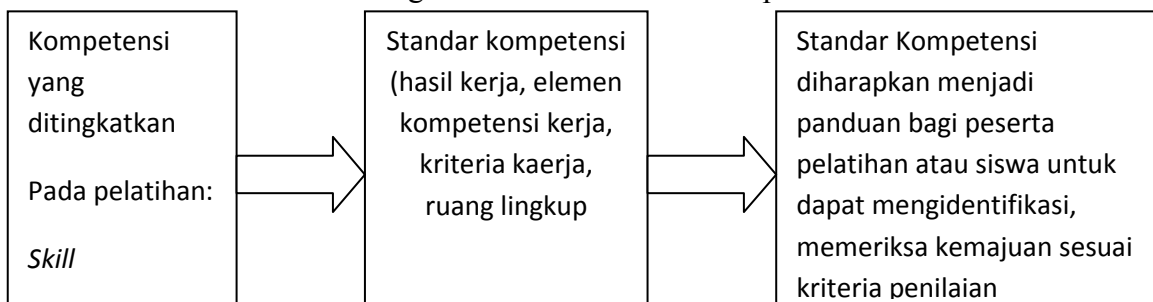 Kompetensi
yang
ditingkatkan
Pada pelatihan:
Skill
Standar kompetensi
(hasil kerja, elemen
kompetensi kerja,
kriteria kaerja,
ruang lingkup
Standar Kompetensi
diharapkan menjadi
panduan bagi peserta
pelatihan atau siswa untuk
dapat mengidentifikasi,
memeriksa kemajuan sesuai
kriteria penilaian